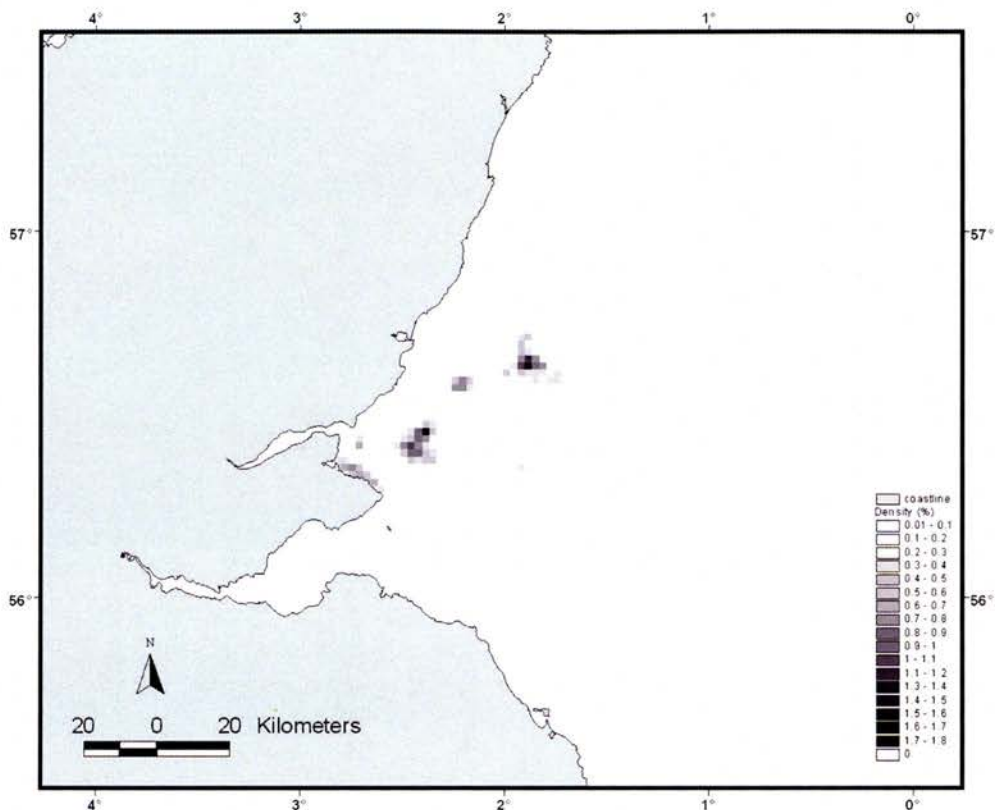 4° 3° 2° 1° 0°
57° 57°
56° 56°
N
20 0 20 Kilometers
coastline
Density (%)
0.01 - 0.1
0.1 - 0.2
0.2 - 0.3
0.3 - 0.4
0.4 - 0.5
0.5 - 0.6
0.6 - 0.7
0.7 - 0.8
0.8 - 0.9
0.9 - 1
1 - 1.1
1.1 - 1.2
1.3 - 1.4
1.4 - 1.5
1.5 - 1.6
1.6 - 1.7
1.7 - 1.8
0
4° 3° 2° 1° 0°